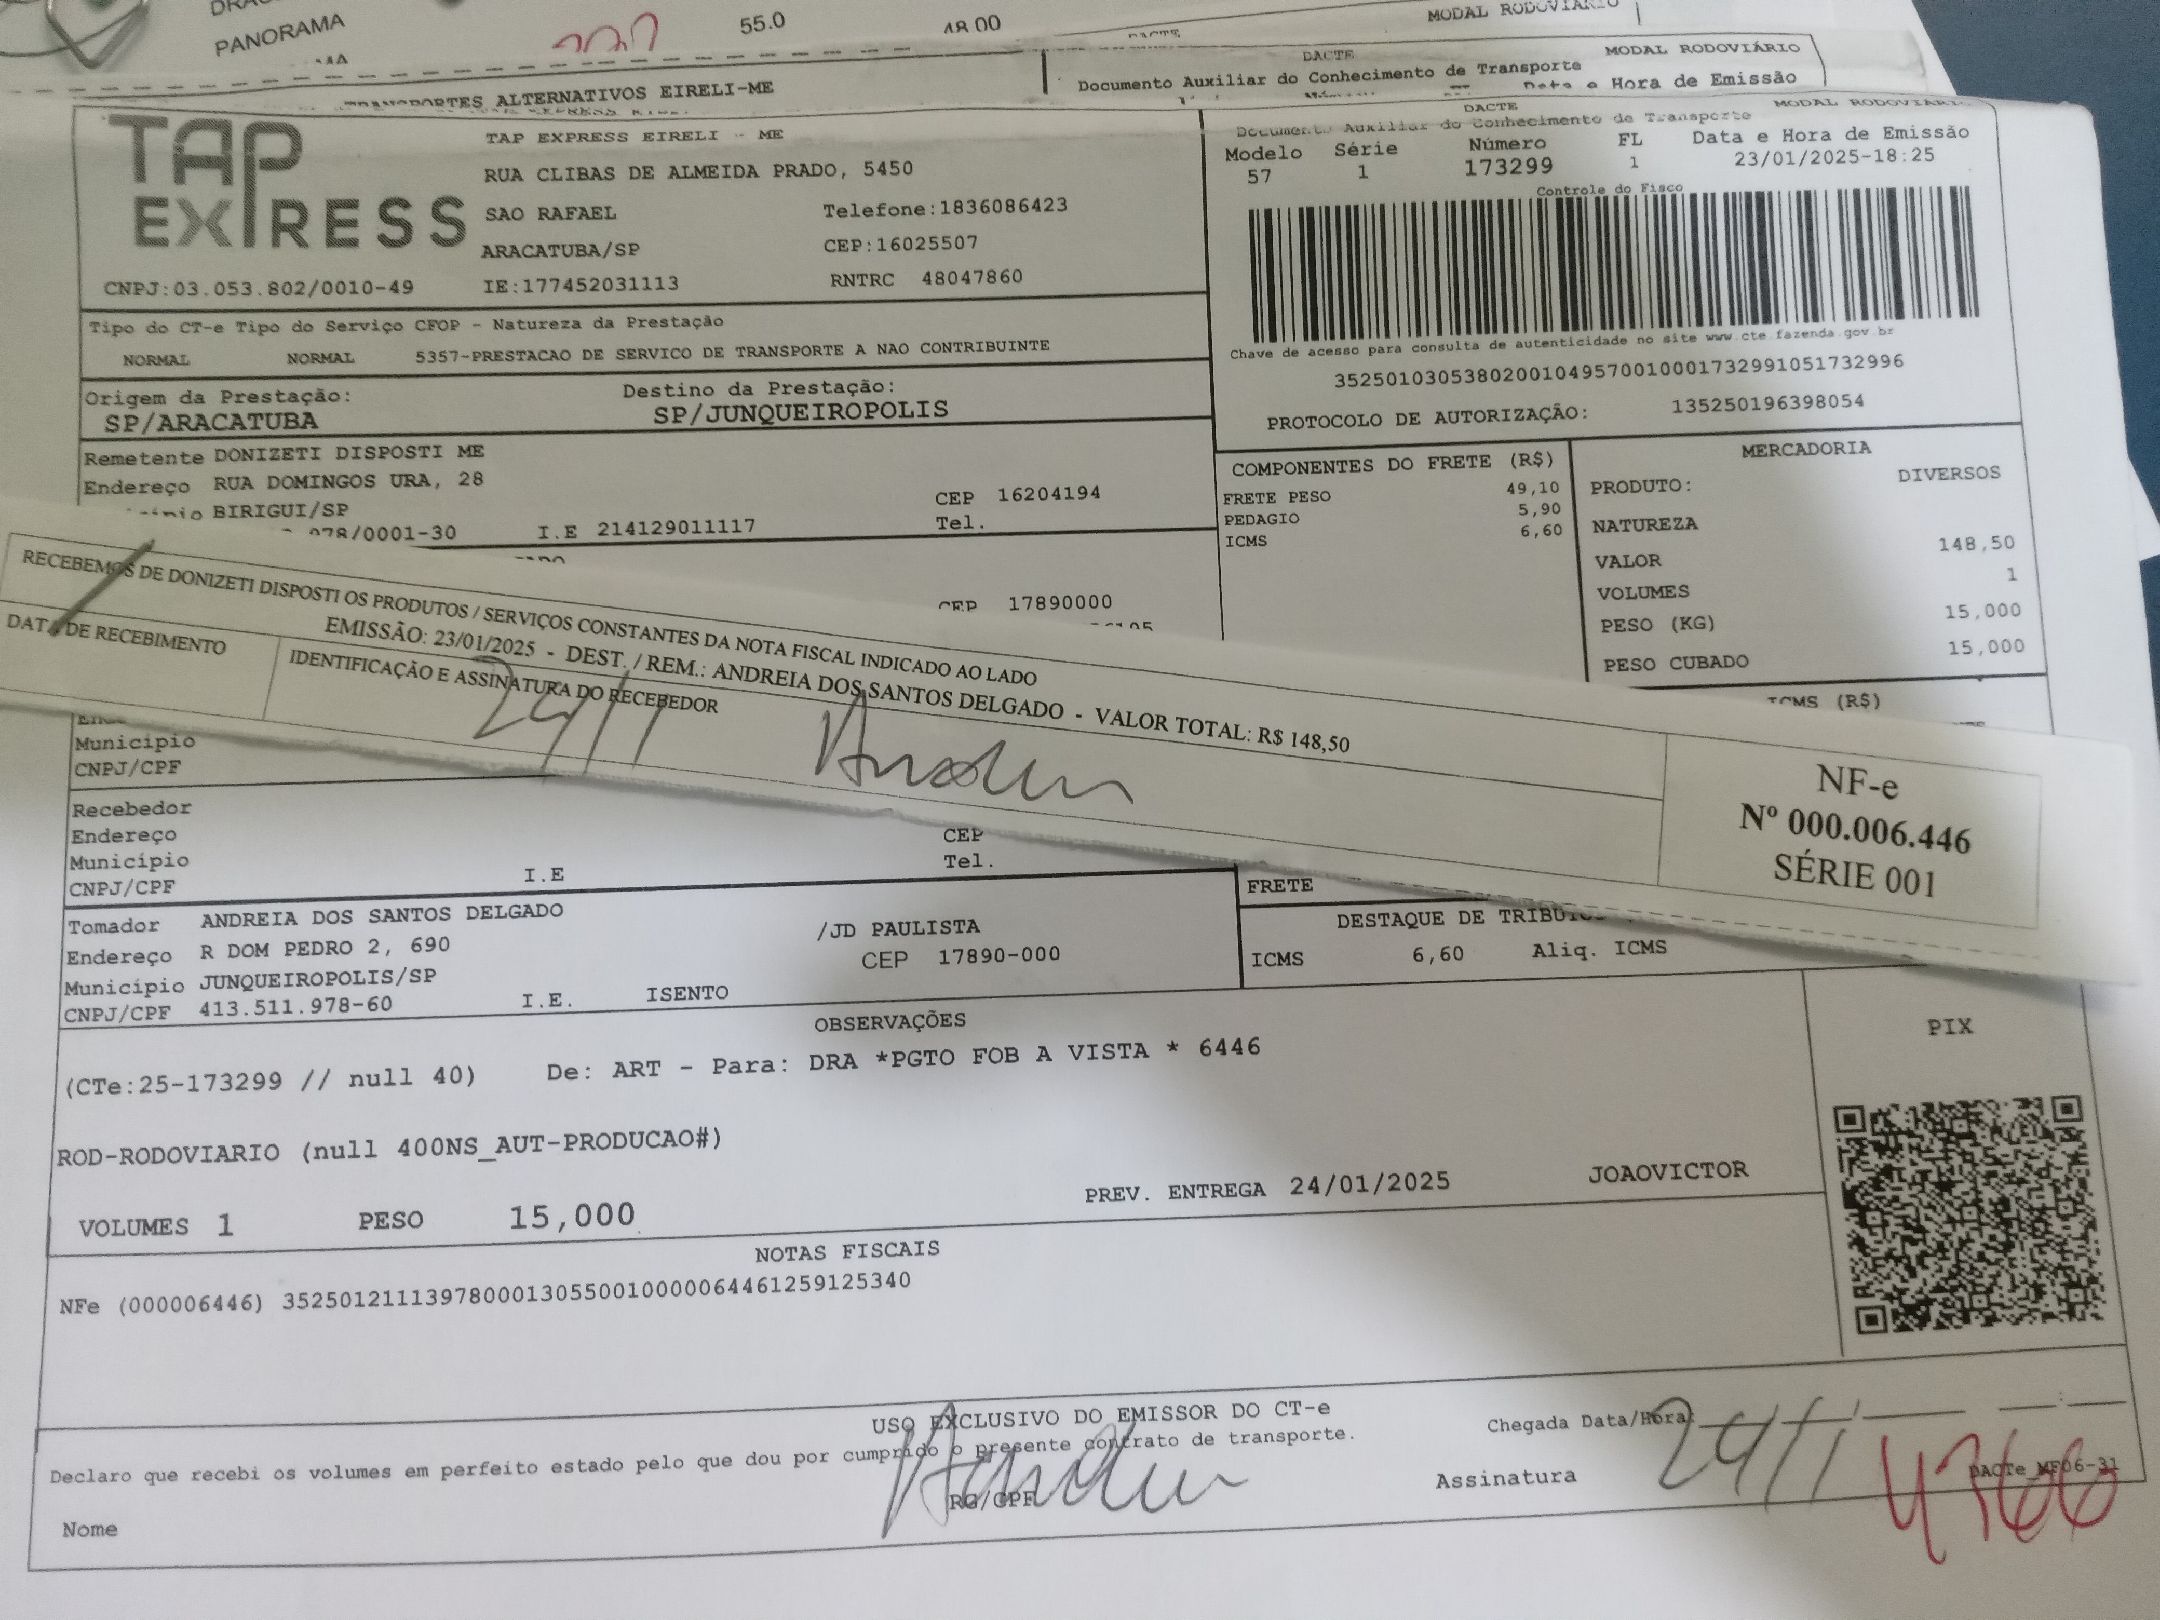 PANORAMA
55.0
48.00
MODAL RODOVIÁRIO
DACTE
MODAL RODOVIÁRIO
ALTERNATIVOS EIRELI-ME
Documento Auxiliar do Conhecimento de Transporte
Hora de Emissão
TAP EXPRESS
TAP EXPRESS EIRELI - ME
RUA CLIBAS DE ALMEIDA PRADO, 5450
SAO RAFAEL
Telefone:1836086423
ARACATUBA/SP
CEP:16025507
CNPJ:03.053.802/0010-49
IE:177452031113
RNTRC 48047860
DACTE
MODAL
Documento Auxiliar do Conhecimento de Transporte
Modelo Série Número FL Data e Hora de Emissão
57 1 173299 1 23/01/2025-18:25
Controle do Fisco
Chave de acesso para consulta de autenticidade no site www.cte.fazenda.gov.br
35250103053802001049570010001732991051732996
PROTOCOLO DE AUTORIZAÇÃO: 135250196398054
Tipo do CT-e Tipo do Serviço CFOP - Natureza da Prestação
NORMAL NORMAL 5357-PRESTACAO DE SERVICO DE TRANSPORTE A NAO CONTRIBUINTE
Origem da Prestação: Destino da Prestação:
SP/ARACATUBA SP/JUNQUEIROPOLIS
Remetente DONIZETI DISPOSTI ME
Endereço RUA DOMINGOS URA, 28
CEP 16204194
BIRIGUI/SP
Tel.
/0001-30 I.E 214129011117
CEP 17890000
COMPONENTES DO FRETE (R$)
FRETE PESO 49,10
PEDAGIO 5,90
ICMS 6,60
MERCADORIA
PRODUTO: DIVERSOS
NATUREZA
VALOR 148,50
VOLUMES 1
PESO (KG) 15,000
PESO CUBADO 15,000
ICMS (R$)
RECEBEMOS DE DONIZETI DISPOSTI OS PRODUTOS / SERVIÇOS CONSTANTES DA NOTA FISCAL INDICADO AO LADO
EMISSÃO: 23/01/2025 - DEST. / REM.: ANDREIA DOS SANTOS DELGADO - VALOR TOTAL: R$ 148,50
DATA DE RECEBIMENTO
IDENTIFICAÇÃO E ASSINATURA DO RECEBEDOR
24/1
NF-e
Nº 000.006.446
SÉRIE 001
Município
CNPJ/CPF
Recebedor
Endereço CEP
Município Tel.
CNPJ/CPF I.E
FRETE
Tomador ANDREIA DOS SANTOS DELGADO
Endereço R DOM PEDRO 2, 690 /JD PAULISTA
Município JUNQUEIROPOLIS/SP CEP 17890-000
CNPJ/CPF 413.511.978-60 I.E. ISENTO
DESTAQUE DE
ICMS 6,60 Aliq. ICMS
OBSERVAÇÕES
(CTe:25-173299 // null 40) De: ART - Para: DRA *PGTO FOB A VISTA * 6446
ROD-RODOVIARIO (null 400NS_AUT-PRODUCAO#)
PREV. ENTREGA 24/01/2025 JOAOVICTOR
VOLUMES 1 PESO 15,000
PIX
NOTAS FISCAIS
NFe (000006446) 35250121113978000130550010000064461259125340
USO EXCLUSIVO DO EMISSOR DO CT-e
Declaro que recebi os volumes em perfeito estado pelo que dou por cumprido o presente contrato de transporte.
Chegada Data/Hora:
24/1
Nome
RG/CPF
Assinatura
DACTe_MF06-31
4766